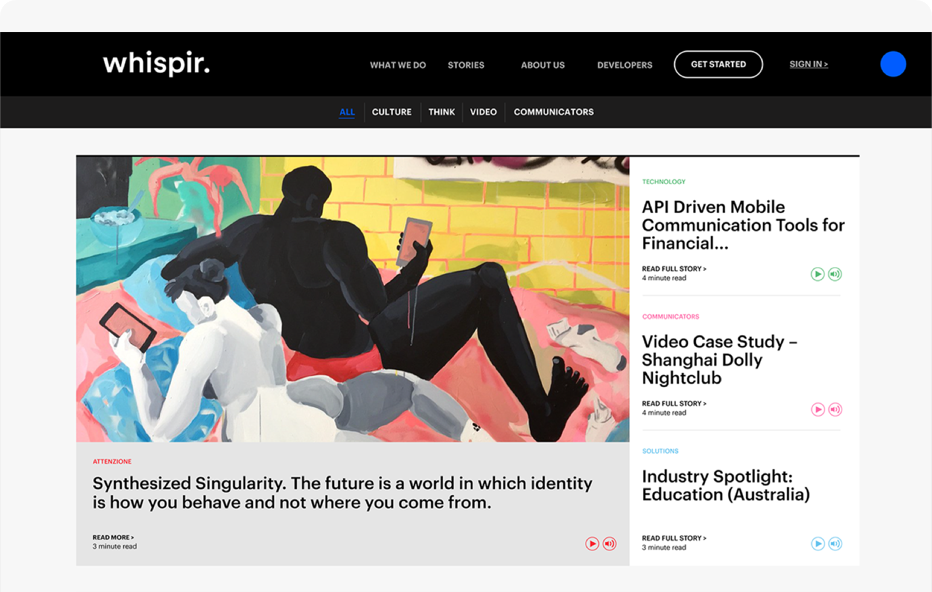 whispir.
WHAT WE DO STORIES ABOUT US DEVELOPERS GET STARTED SIGN IN >
ALL CULTURE THINK VIDEO COMMUNICATORS
TECHNOLOGY
API Driven Mobile
Communication Tools for
Financial...
READ FULL STORY >
4 minute read
COMMUNICATORS
Video Case Study –
Shanghai Dolly
Nightclub
READ FULL STORY >
4 minute read
ATTENZIONE
Synthesized Singularity. The future is a world in which identity
is how you behave and not where you come from.
READ MORE >
3 minute read
SOLUTIONS
Industry Spotlight:
Education (Australia)
READ FULL STORY >
3 minute read